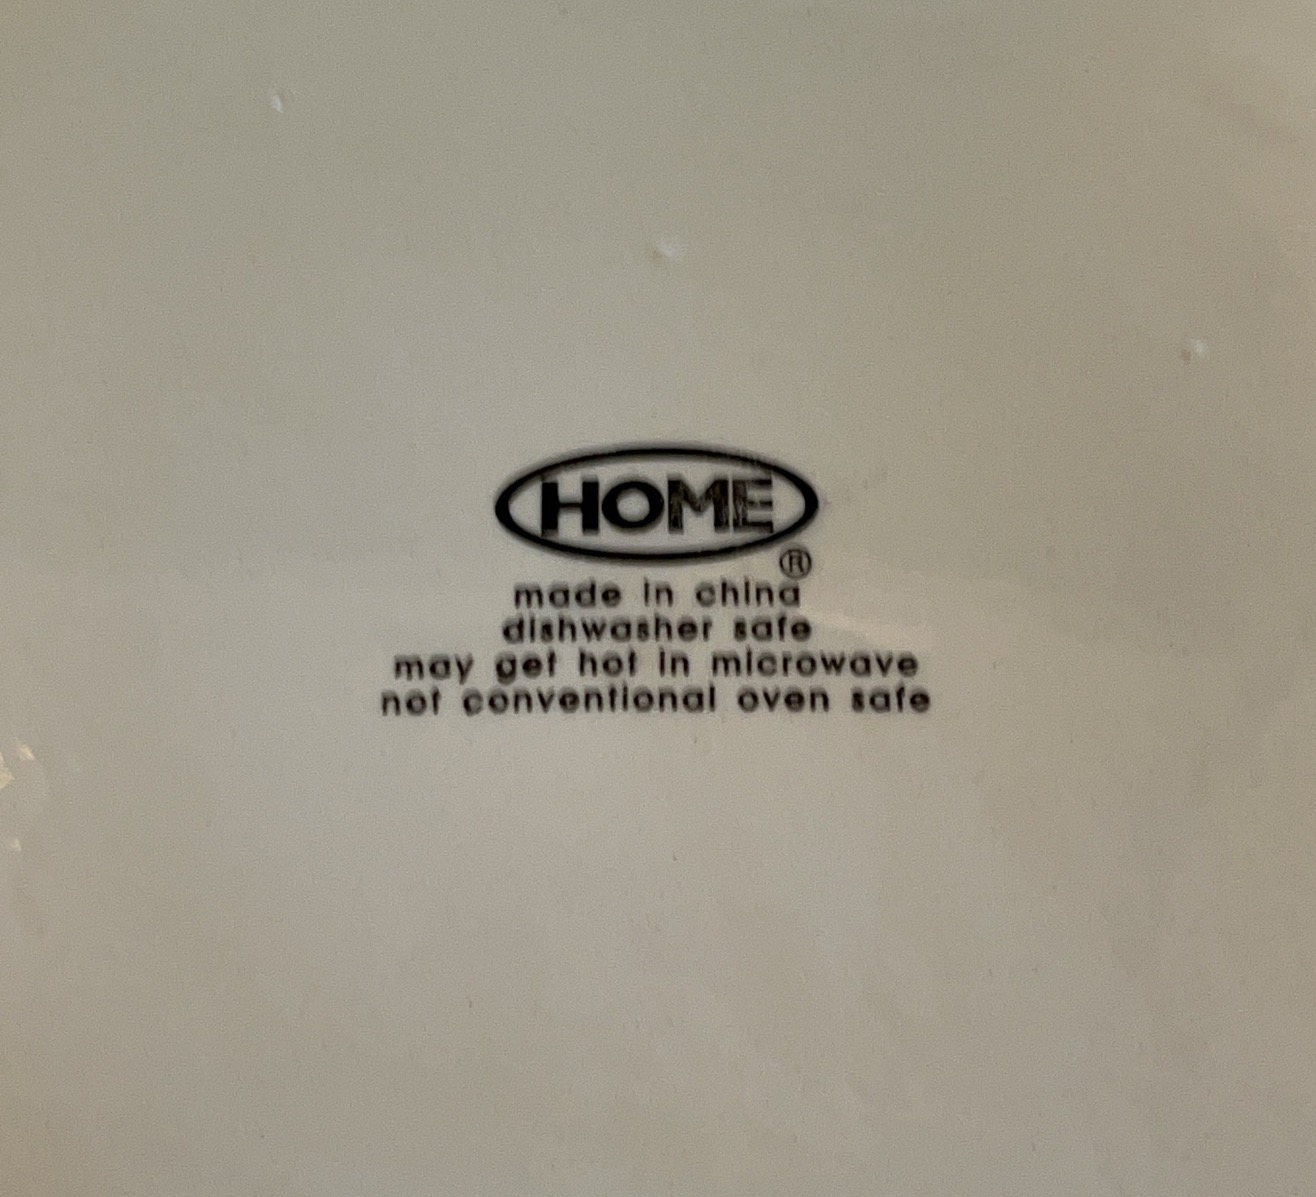 HOME
®
made in china
dishwasher safe
may get hot in microwave
not conventional oven safe